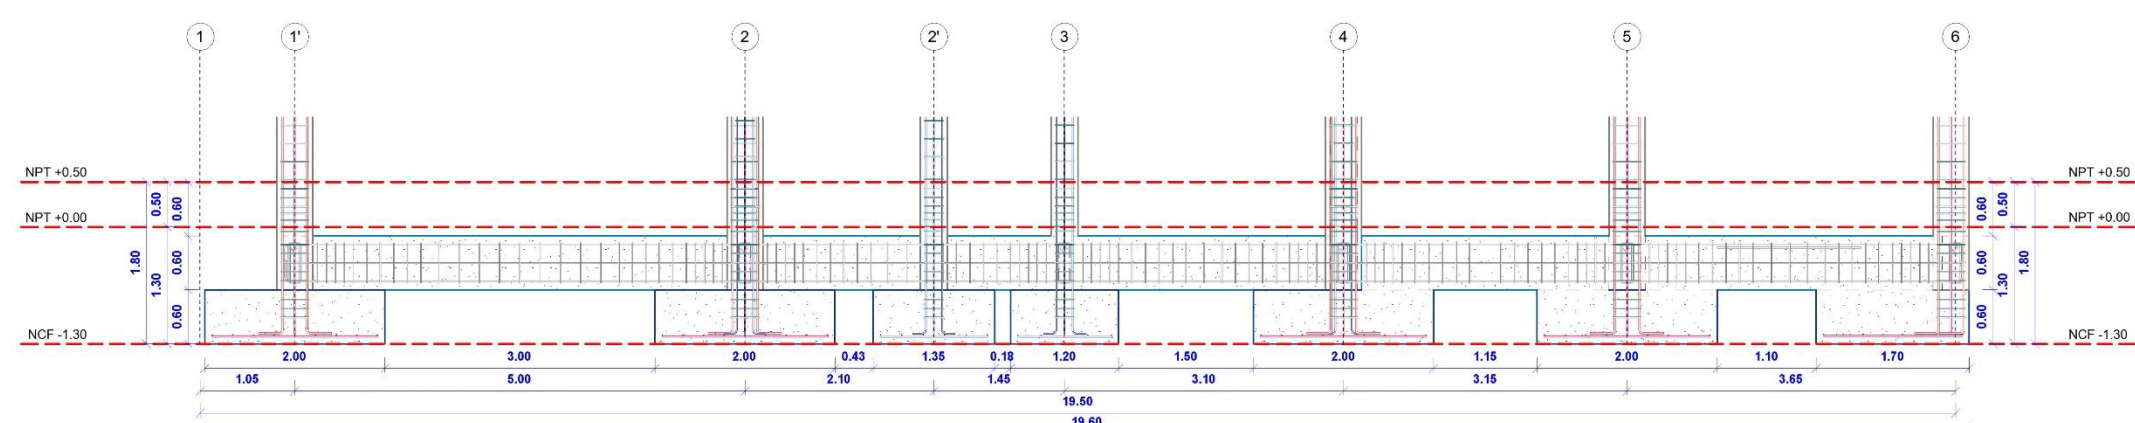 1 1' 2 2' 3 4 5 6
NPT +0.50 NPT +0.50
0.50 0.60 0.60 0.50
NPT +0.00 NPT +0.00
1.80 1.30 0.60 0.60 1.30 1.80
0.60 0.60
NCF -1.30 NCF -1.30
2.00 3.00 2.00 0.43 1.35 0.18 1.20 1.50 2.00 1.15 2.00 1.10 1.70
1.05 5.00 2.10 1.45 3.10 3.15 3.65
19.50
19.60